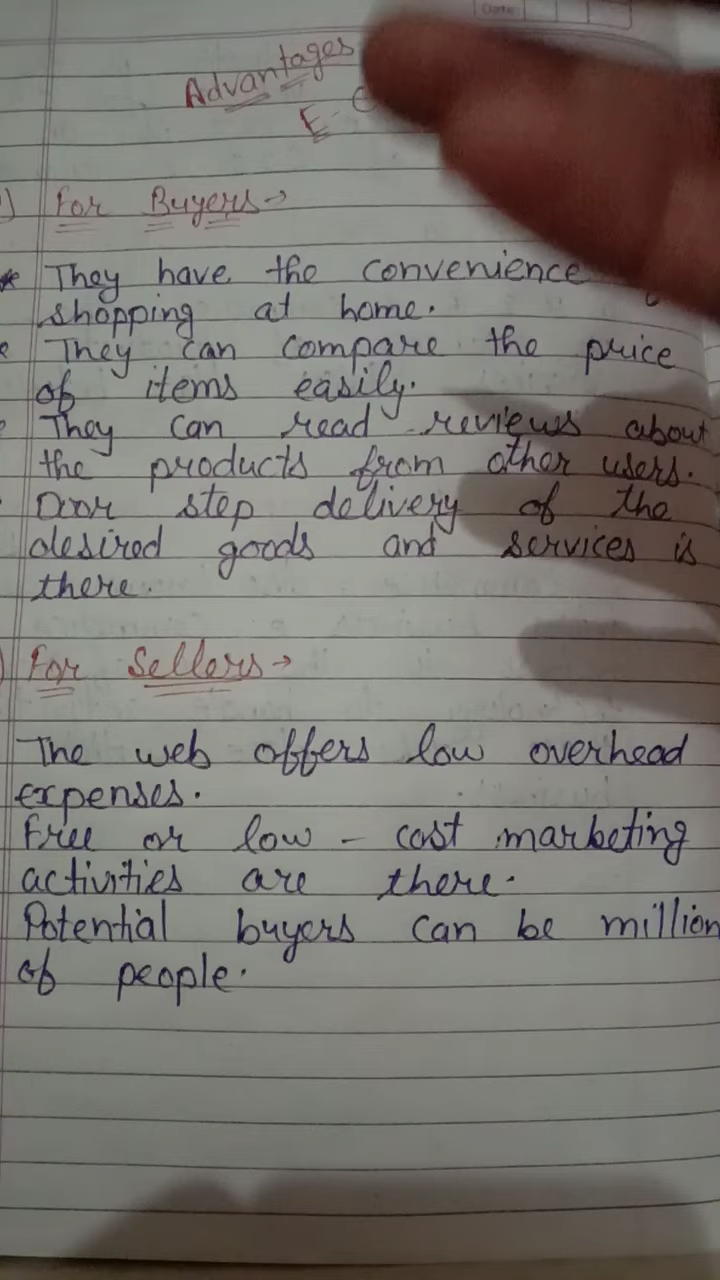 Date
Advantages
E-
For Buyers→
* They have the convenience
shopping at home.
They can compare the price
of items easily.
They can read reviews about
the products from other users.
Door step delivery of the
desired goods and services is
there.
For Sellers→
The web offers low overhead
expenses.
Free or low - cost marketing
activities are there.
Potential buyers can be million
of people.